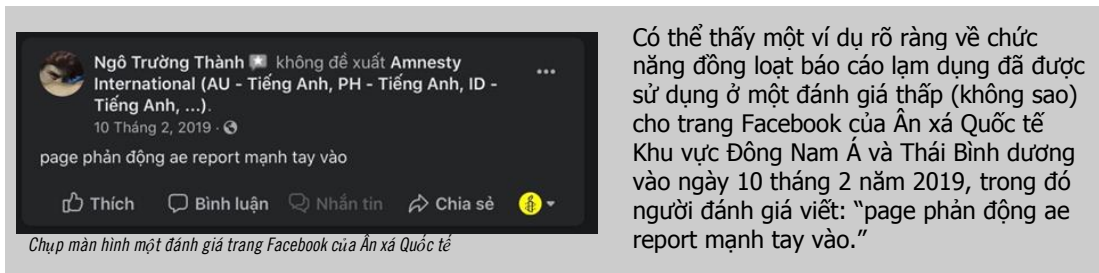 Ngô Trường Thành không đề xuất Amnesty
International (AU - Tiếng Anh, PH - Tiếng Anh, ID -
Tiếng Anh, ...).
10 Tháng 2, 2019 ·
page phản động ae report mạnh tay vào
Thích Bình luận Nhắn tin Chia sẻ
Chụp màn hình một đánh giá trang Facebook của Ân xá Quốc tế
Có thể thấy một ví dụ rõ ràng về chức
năng đồng loạt báo cáo lạm dụng đã được
sử dụng ở một đánh giá thấp (không sao)
cho trang Facebook của Ân xá Quốc tế
Khu vực Đông Nam Á và Thái Bình dương
vào ngày 10 tháng 2 năm 2019, trong đó
người đánh giá viết: “page phản động ae
report mạnh tay vào.”